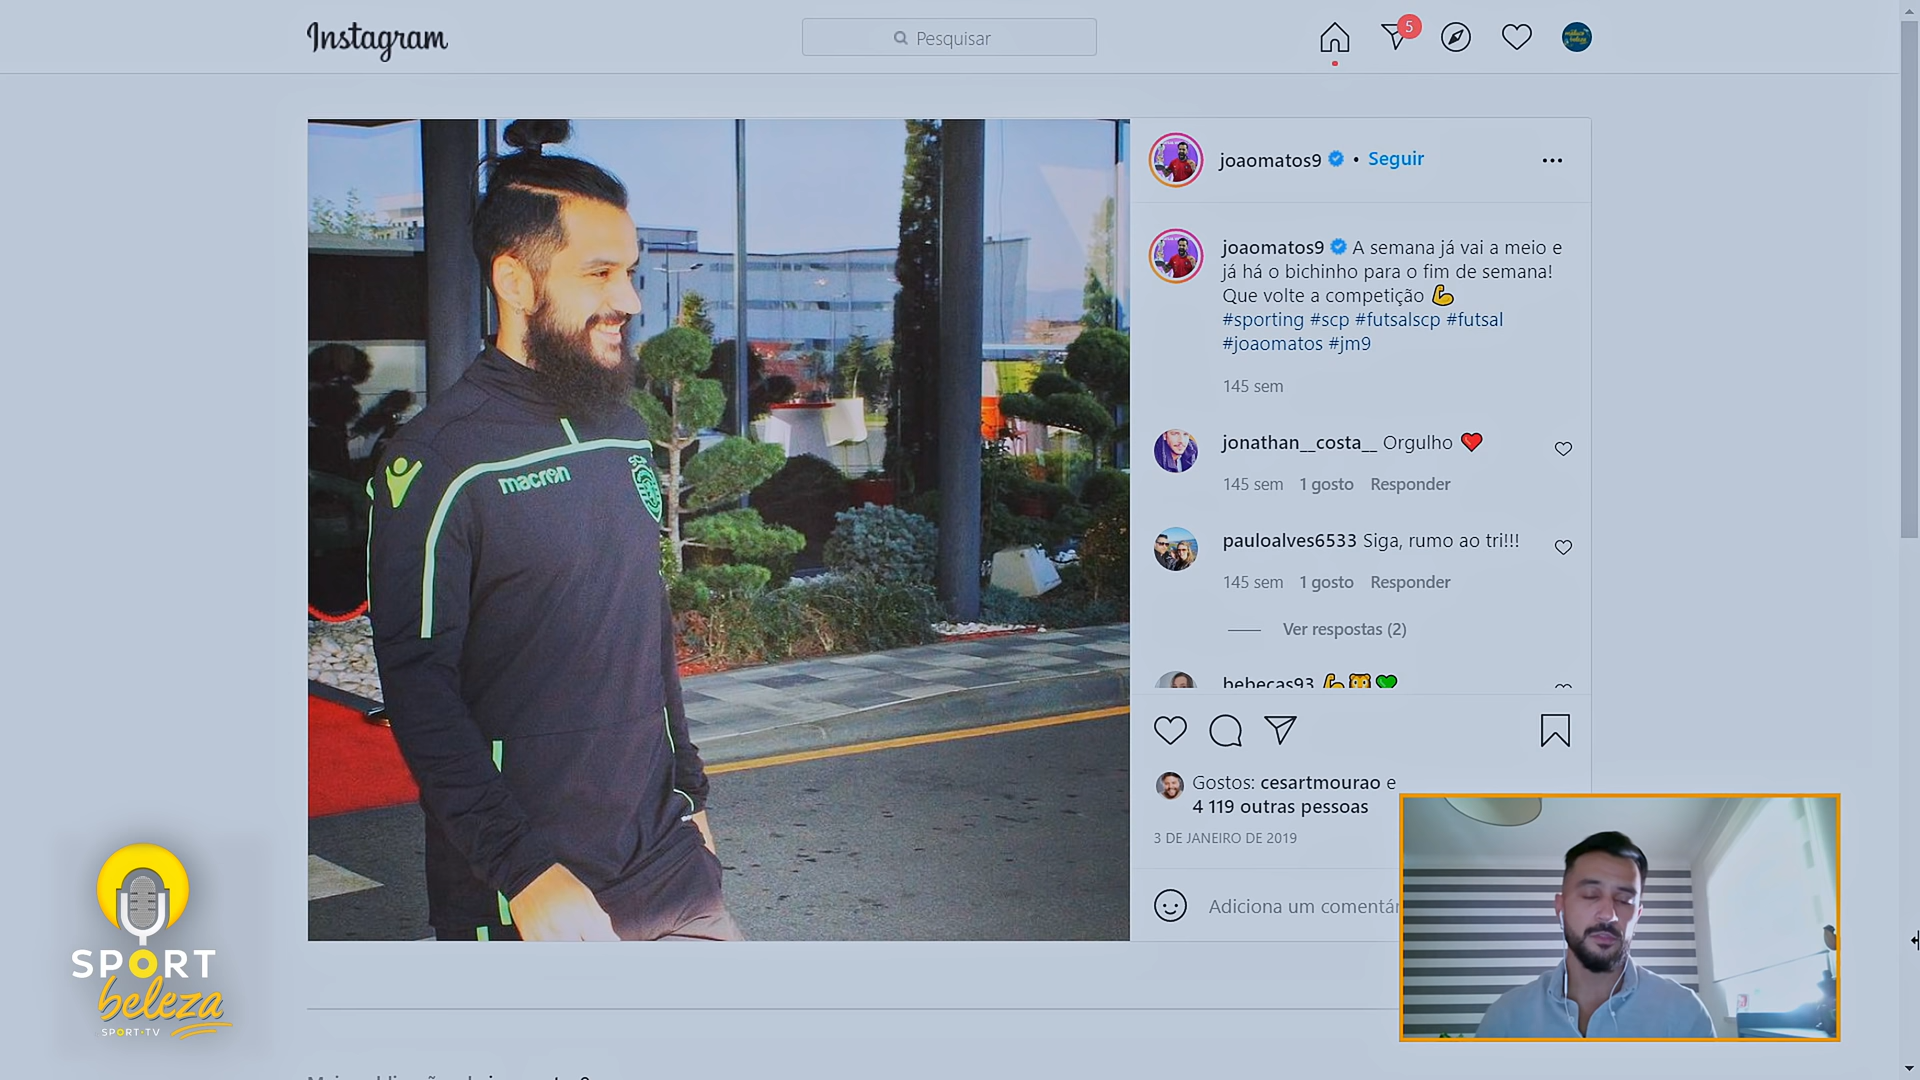 Instagram
Pesquisar
5
joaomatos9 • Seguir
joaomatos9 A semana já vai a meio e
já há o bichinho para o fim de semana!
Que volte a competição 💪
#sporting #scp #futsalscp #futsal
#joaomatos #jm9
145 sem
jonathan__costa__ Orgulho ❤️
145 sem 1 gosto Responder
pauloalves6533 Siga, rumo ao tri!!!
145 sem 1 gosto Responder
Ver respostas (2)
bebecas93 💪🐯💚
Gostos: cesartmourao e
4 119 outras pessoas
3 DE JANEIRO DE 2019
Adiciona um comentár
macron
SPORT
beleza
SPORT·TV